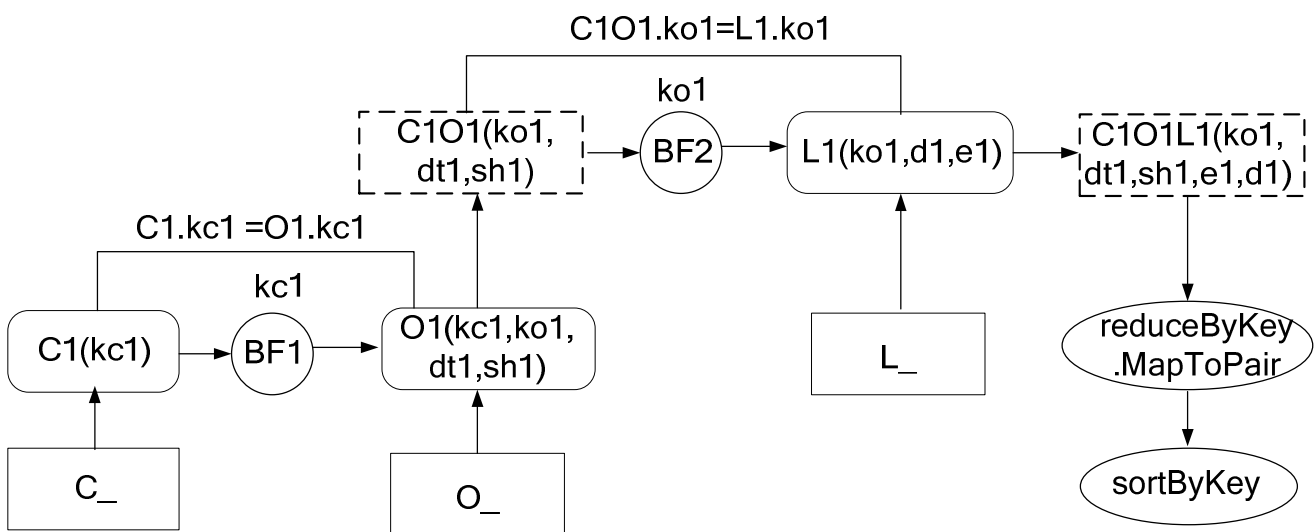 C1O1.ko1=L1.ko1
ko1
C1O1(ko1,
dt1,sh1)
BF2
L1(ko1,d1,e1)
C1O1L1(ko1,
dt1,sh1,e1,d1)
C1.kc1 =O1.kc1
kc1
C1(kc1)
BF1
O1(kc1,ko1,
dt1,sh1)
L_
reduceByKey
.MapToPair
C_
O_
sortByKey